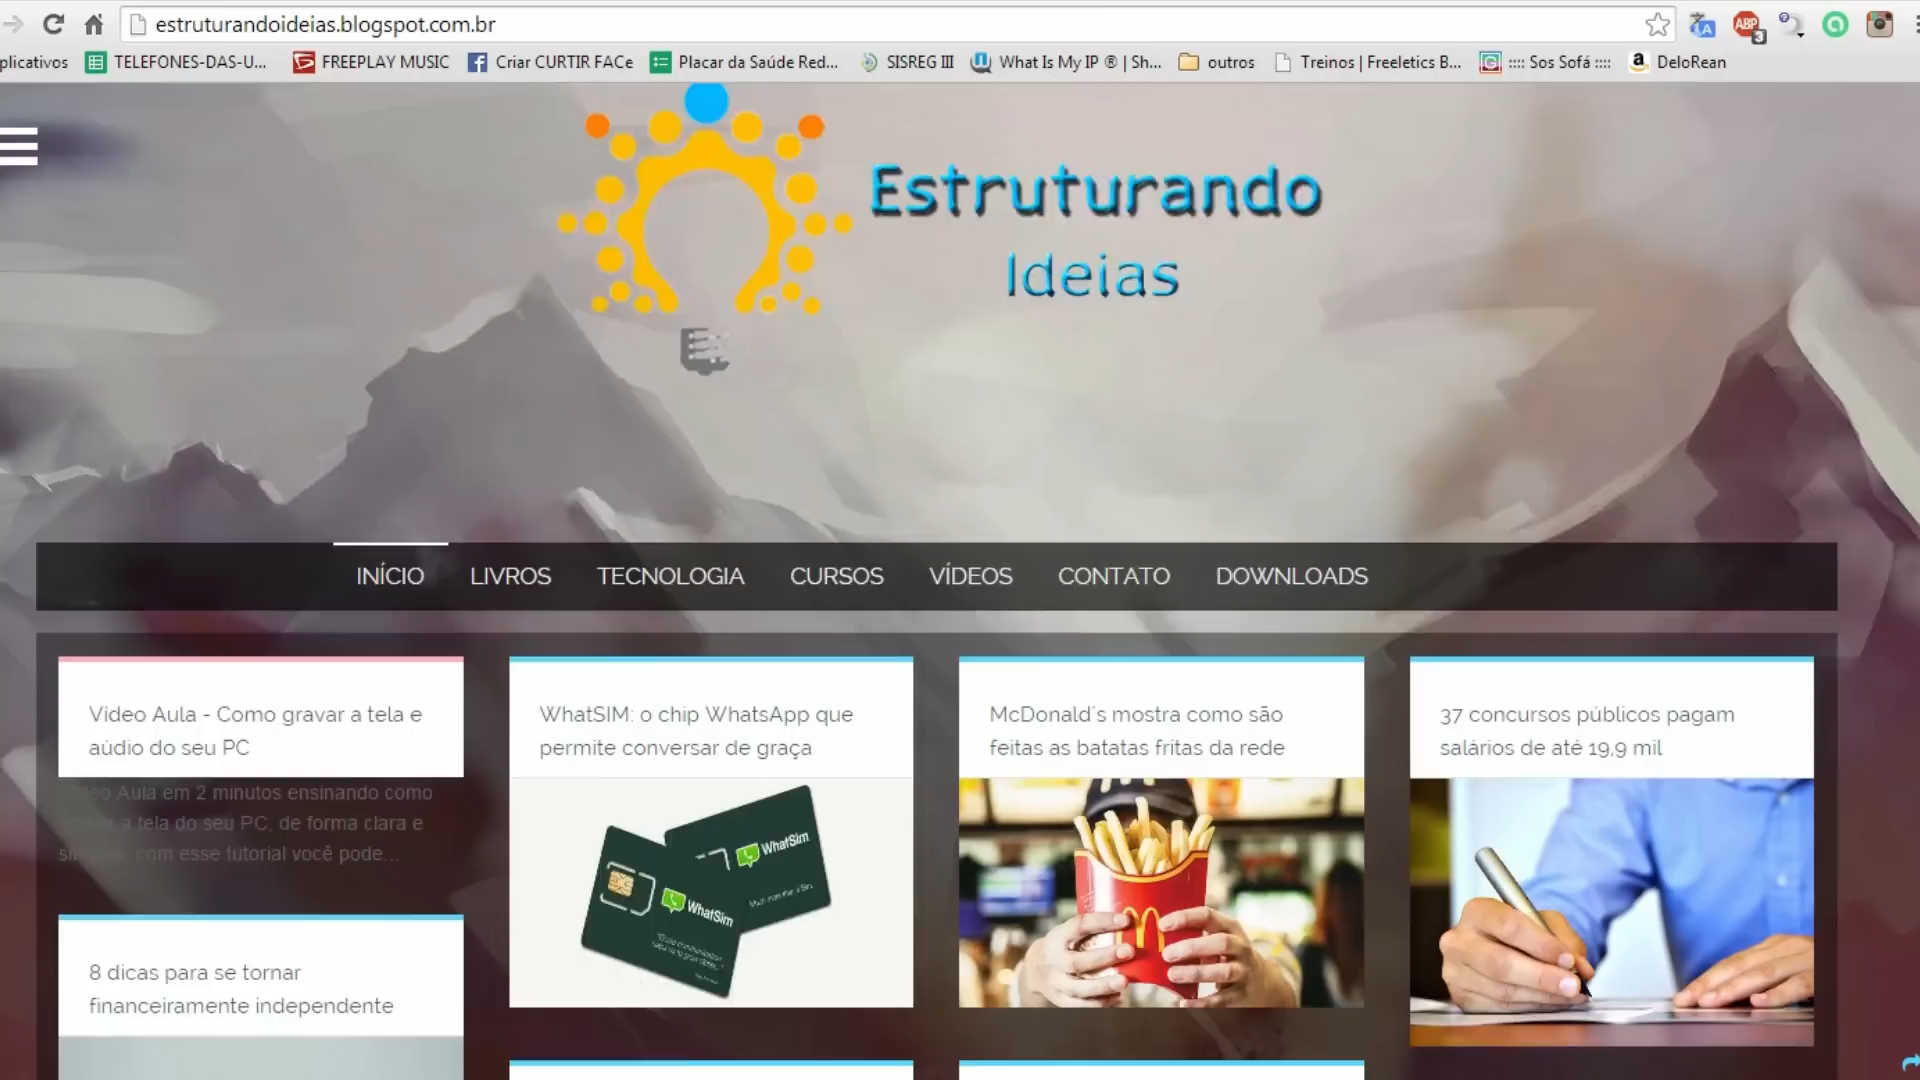 estruturandoideias.blogspot.com.br
plicativos TELEFONES-DAS-U... FREEPLAY MUSIC Criar CURTIR FACe Placar da Saúde Red... SISREG III What Is My IP ® | Sh... outros Treinos | Freeletics B... :::: Sos Sofá :::: DeloRean
ABP
3
Estruturando
Ideias
INÍCIO LIVROS TECNOLOGIA CURSOS VÍDEOS CONTATO DOWNLOADS
Vídeo Aula - Como gravar a tela e
aúdio do seu PC
Aula em 2 minutos ensinando como
a tela do seu PC, de forma clara e
com esse tutorial você pode...
8 dicas para se tornar
financeiramente independente
WhatSIM: o chip WhatsApp que
permite conversar de graça
WhatSim
WhatSim
McDonald´s mostra como são
feitas as batatas fritas da rede
37 concursos públicos pagam
salários de até 19,9 mil